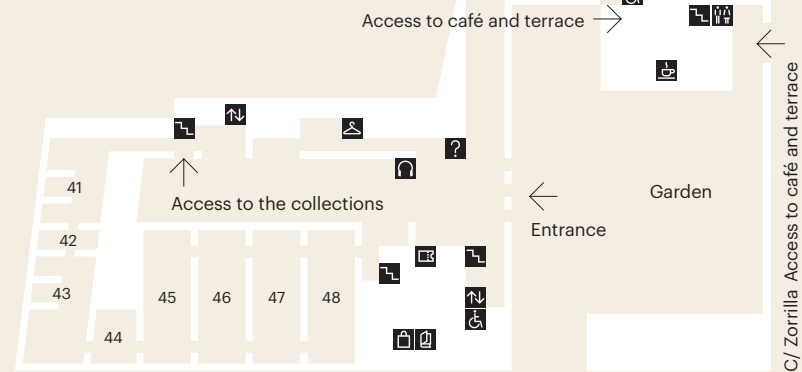 Access to café and terrace
?
41
Access to the collections
Garden
Entrance
42
43
45
46
47
48
44
C/ Zorrilla Access to café and terrace